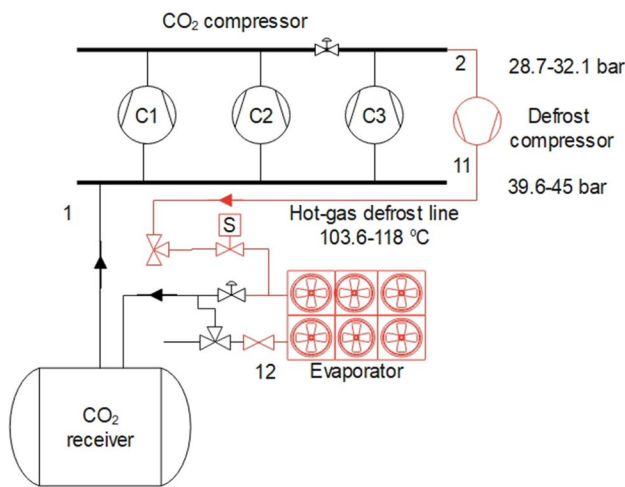 CO₂ compressor
2
28.7-32.1 bar
C1
C2
C3
Defrost
compressor
11
39.6-45 bar
1
Hot-gas defrost line
103.6-118 ºC
S
12
Evaporator
CO₂
receiver